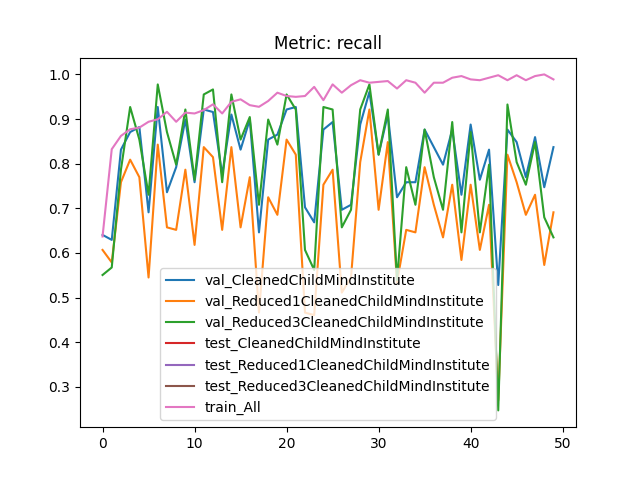 Metric: recall
1.0
0.9
0.8
0.7
0.6
0.5
0.4
0.3
val_CleanedChildMindInstitute
val_Reduced1CleanedChildMindInstitute
val_Reduced3CleanedChildMindInstitute
test_CleanedChildMindInstitute
test_Reduced1CleanedChildMindInstitute
test_Reduced3CleanedChildMindInstitute
train_All
0 10 20 30 40 50